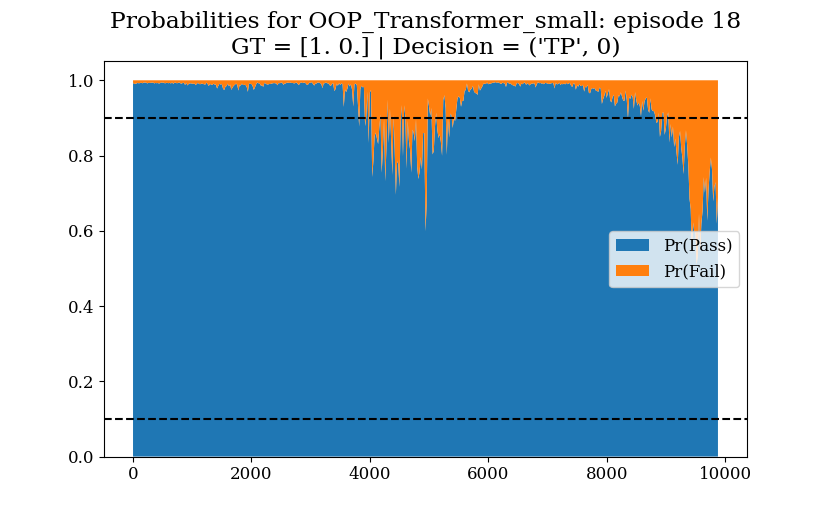 Probabilities for OOP_Transformer_small: episode 18
GT = [1. 0.] | Decision = ('TP', 0)
1.0
0.8
0.6
0.4
0.2
0.0
Pr(Pass)
Pr(Fail)
0 2000 4000 6000 8000 10000